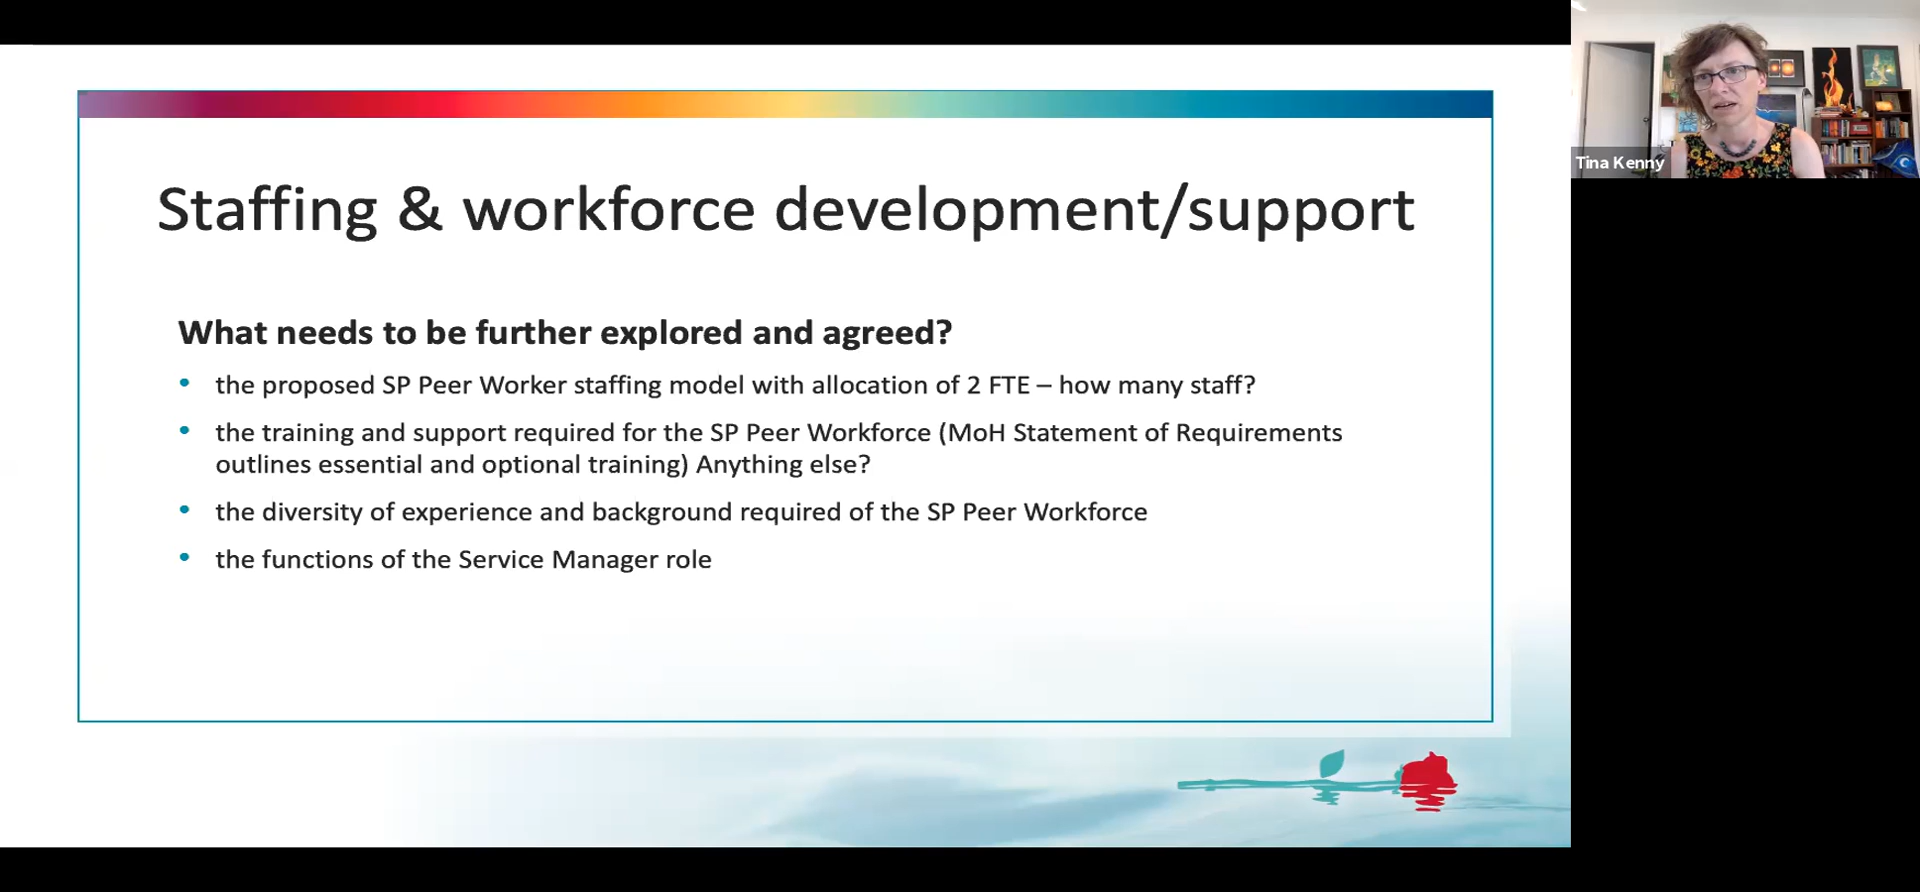 Staffing & workforce development/support
What needs to be further explored and agreed?
• the proposed SP Peer Worker staffing model with allocation of 2 FTE – how many staff?
• the training and support required for the SP Peer Workforce (MoH Statement of Requirements
outlines essential and optional training) Anything else?
• the diversity of experience and background required of the SP Peer Workforce
• the functions of the Service Manager role
Tina Kenny